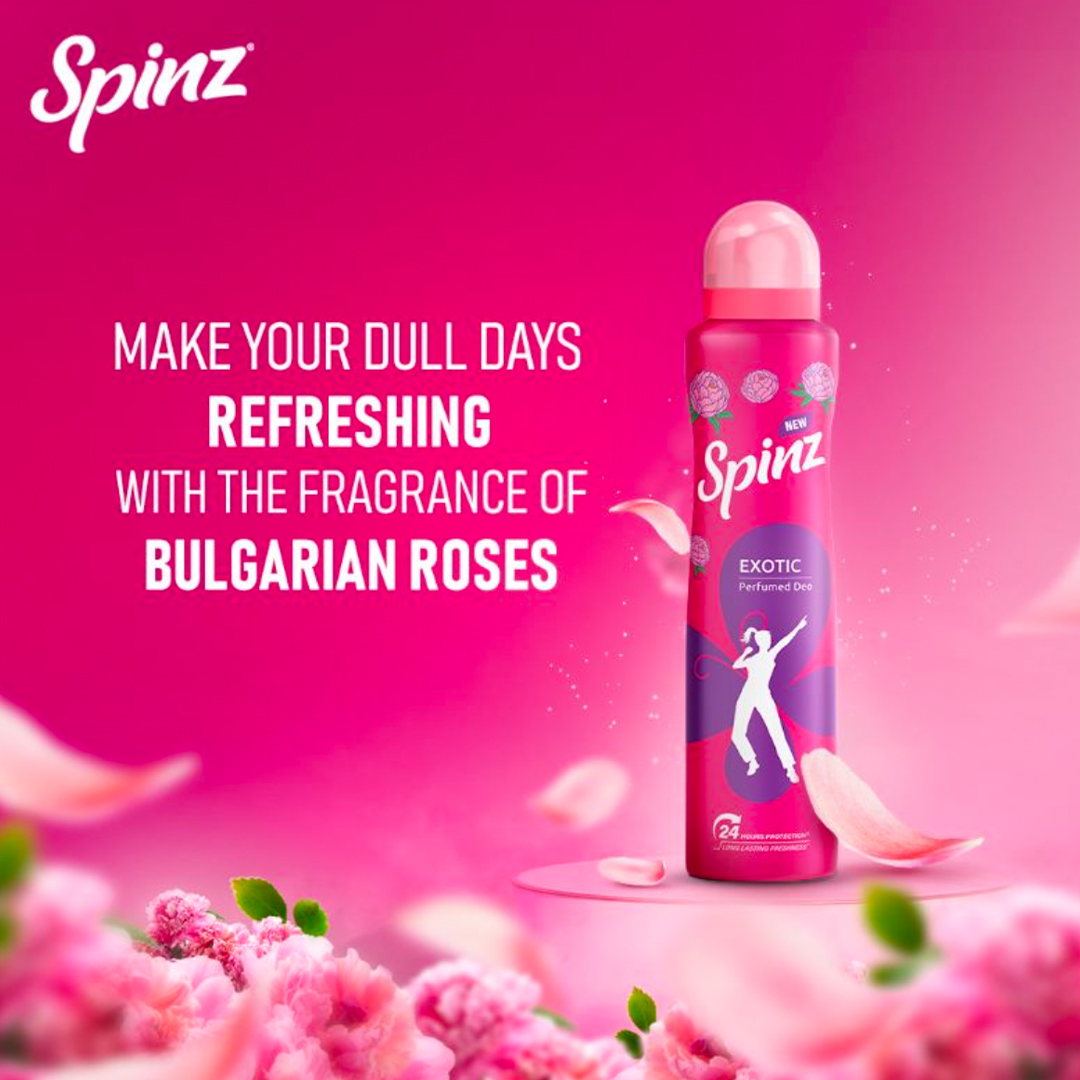 Spinz
MAKE YOUR DULL DAYS
REFRESHING
WITH THE FRAGRANCE OF
BULGARIAN ROSES
NEW
Spinz
EXOTIC
Perfumed Deo
24 HOURS PROTECTION*
LONG LASTING FRESHNESS*